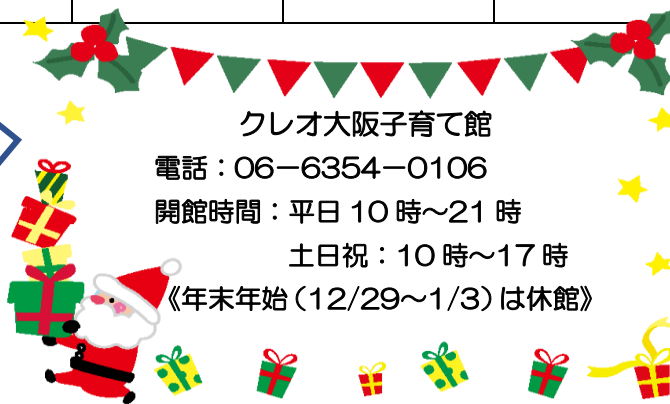 クレオ大阪子育て館
電話：06－6354－0106
開館時間：平日 10 時～21 時
土日祝：10 時～17 時
《年末年始（12/29～1/3）は休館》